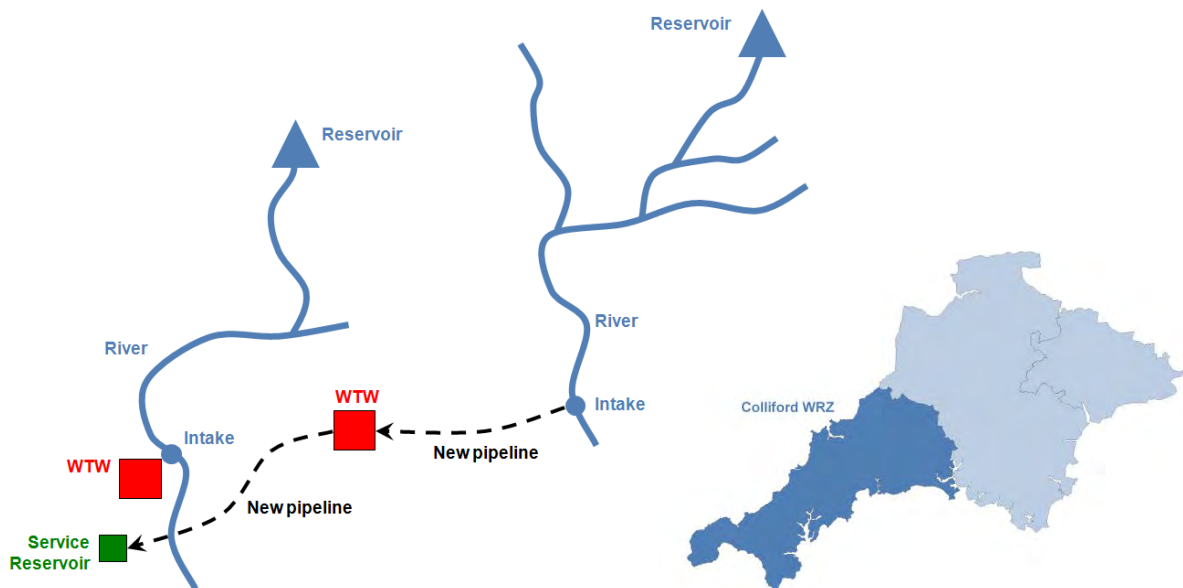 Reservoir
Reservoir
River
River
WTW
Intake
Intake
Colliford WRZ
New pipeline
WTW
New pipeline
Service
Reservoir